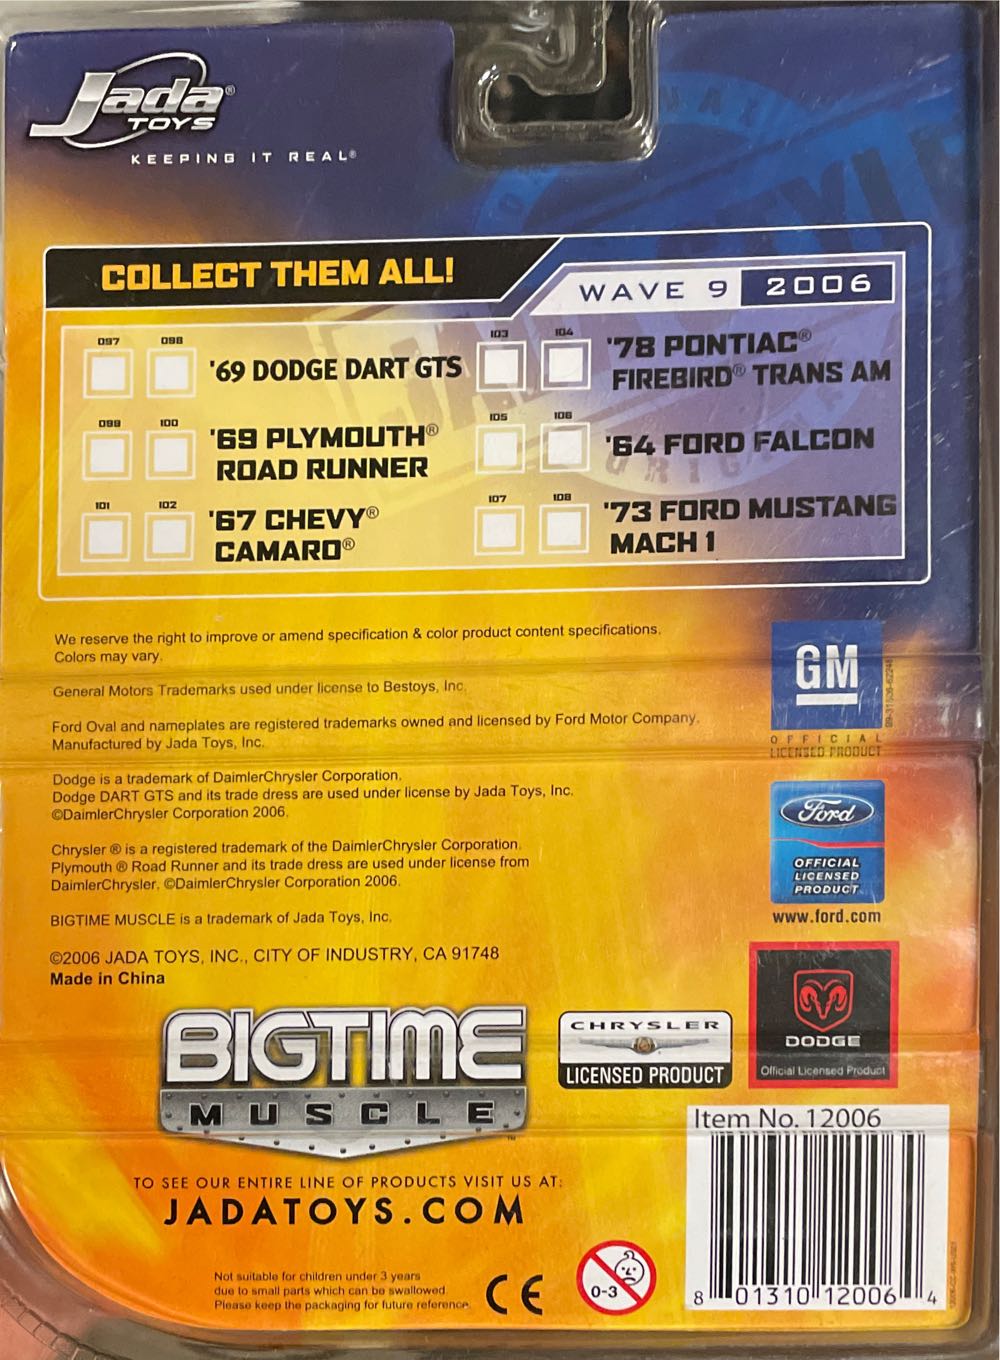 Jada®
TOYS
KEEPING IT REAL®
COLLECT THEM ALL!
WAVE 9 2006
097 098
'69 DODGE DART GTS
099 100
'69 PLYMOUTH®
ROAD RUNNER
101 102
'67 CHEVY®
CAMARO®
103 104
'78 PONTIAC®
FIREBIRD® TRANS AM
105 106
'64 FORD FALCON
107 108
'73 FORD MUSTANG
MACH 1
We reserve the right to improve or amend specification & color product content specifications.
Colors may vary.
General Motors Trademarks used under license to Bestoys, Inc.
Ford Oval and nameplates are registered trademarks owned and licensed by Ford Motor Company.
Manufactured by Jada Toys, Inc.
Dodge is a trademark of DaimlerChrysler Corporation.
Dodge DART GTS and its trade dress are used under license by Jada Toys, Inc.
©DaimlerChrysler Corporation 2006.
Chrysler ® is a registered trademark of the DaimlerChrysler Corporation.
Plymouth ® Road Runner and its trade dress are used under license from
DaimlerChrysler, ©DaimlerChrysler Corporation 2006.
BIGTIME MUSCLE is a trademark of Jada Toys, Inc.
©2006 JADA TOYS, INC., CITY OF INDUSTRY, CA 91748
Made in China
GM
OFFICIAL
LICENSED PRODUCT
Ford
OFFICIAL
LICENSED
PRODUCT
www.ford.com
DODGE
Official Licensed Product
CHRYSLER
LICENSED PRODUCT
BIGTIME
MUSCLE™
TO SEE OUR ENTIRE LINE OF PRODUCTS VISIT US AT:
JADATOYS.COM
Not suitable for children under 3 years
due to small parts which can be swallowed.
Please keep the packaging for future reference.
CE
0-3
Item No. 12006
8 01310 12006 4